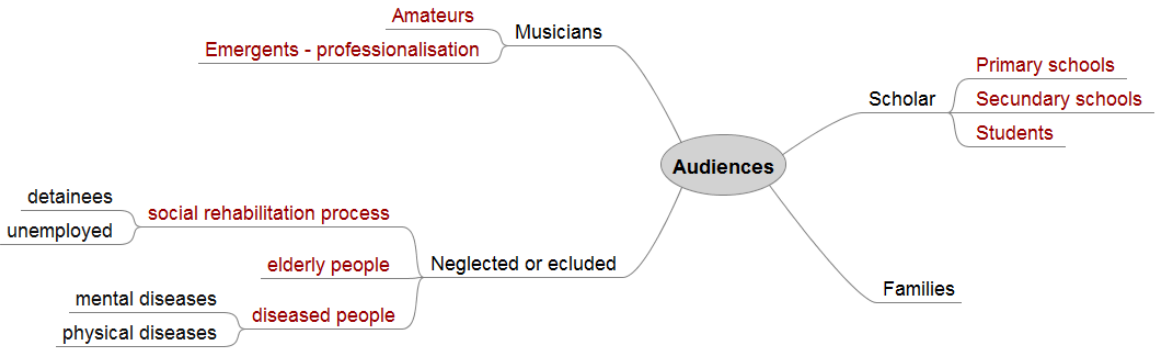 Amateurs
Musicians
Emergents - professionalisation
Primary schools
Scholar
Secundary schools
Students
Audiences
detainees
social rehabilitation process
unemployed
elderly people
Neglected or ecluded
mental diseases
diseased people
physical diseases
Families